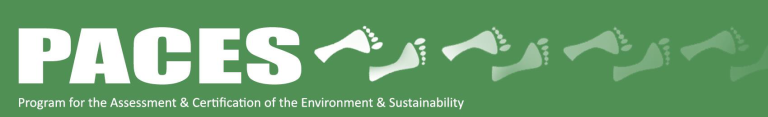 PACES
Program for the Assessment & Certification of the Environment & Sustainability